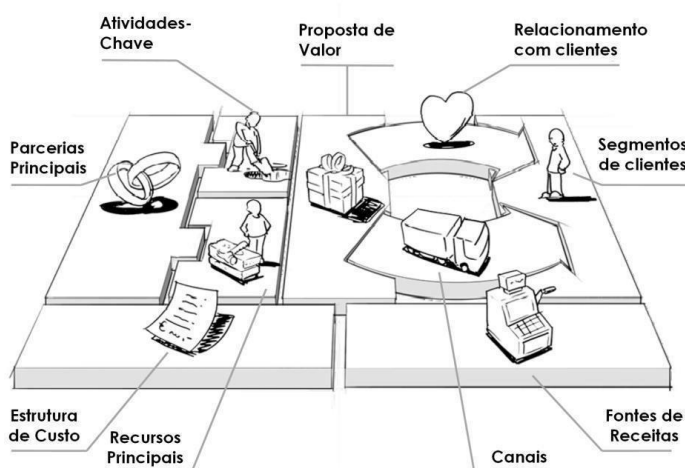 Atividades-
Chave
Proposta de
Valor
Relacionamento
com clientes
Parcerias
Principais
Segmentos
de clientes
Estrutura
de Custo
Recursos
Principais
Canais
Fontes de
Receitas